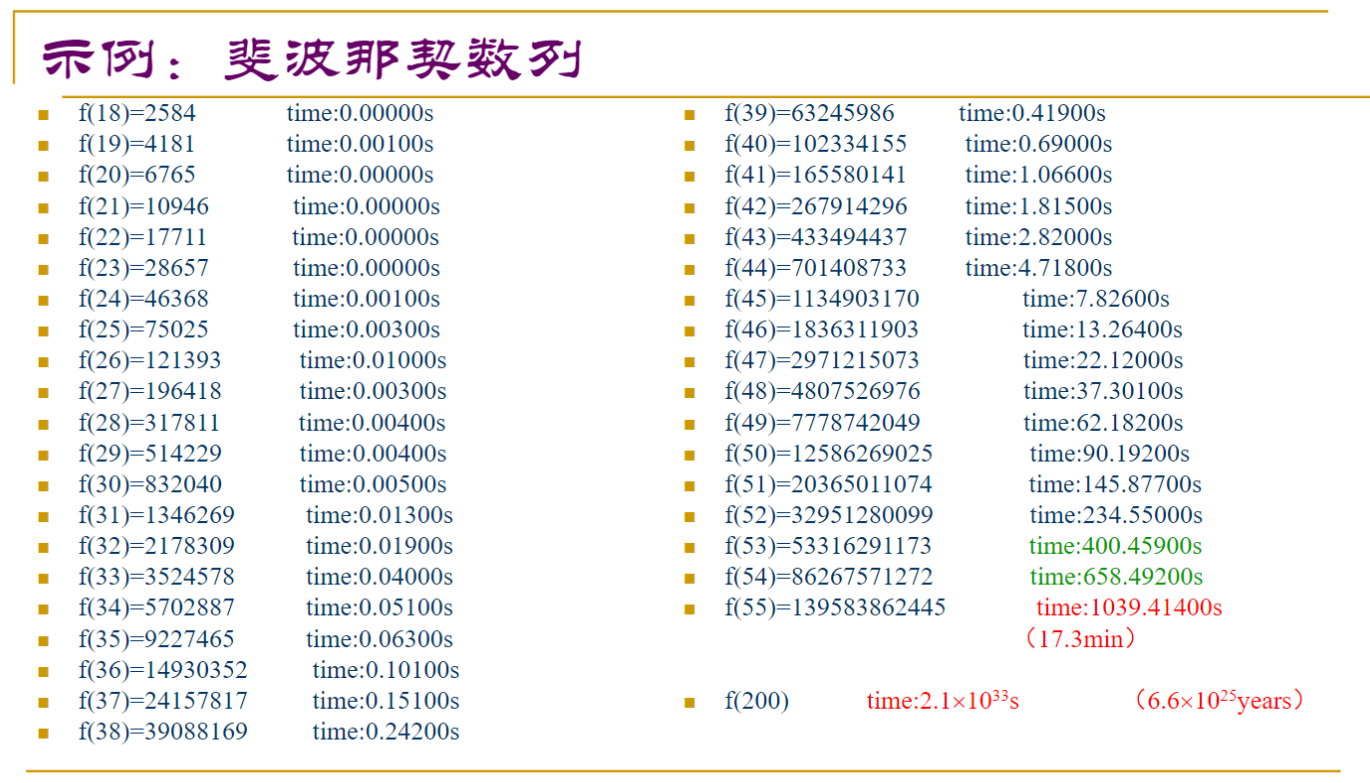 示例：斐波那契数列
f(18)=2584 time:0.00000s
f(19)=4181 time:0.00100s
f(20)=6765 time:0.00000s
f(21)=10946 time:0.00000s
f(22)=17711 time:0.00000s
f(23)=28657 time:0.00000s
f(24)=46368 time:0.00100s
f(25)=75025 time:0.00300s
f(26)=121393 time:0.01000s
f(27)=196418 time:0.00300s
f(28)=317811 time:0.00400s
f(29)=514229 time:0.00400s
f(30)=832040 time:0.00500s
f(31)=1346269 time:0.01300s
f(32)=2178309 time:0.01900s
f(33)=3524578 time:0.04000s
f(34)=5702887 time:0.05100s
f(35)=9227465 time:0.06300s
f(36)=14930352 time:0.10100s
f(37)=24157817 time:0.15100s
f(38)=39088169 time:0.24200s
f(39)=63245986 time:0.41900s
f(40)=102334155 time:0.69000s
f(41)=165580141 time:1.06600s
f(42)=267914296 time:1.81500s
f(43)=433494437 time:2.82000s
f(44)=701408733 time:4.71800s
f(45)=1134903170 time:7.82600s
f(46)=1836311903 time:13.26400s
f(47)=2971215073 time:22.12000s
f(48)=4807526976 time:37.30100s
f(49)=7778742049 time:62.18200s
f(50)=12586269025 time:90.19200s
f(51)=20365011074 time:145.87700s
f(52)=32951280099 time:234.55000s
f(53)=53316291173 time:400.45900s
f(54)=86267571272 time:658.49200s
f(55)=139583862445 time:1039.41400s
（17.3min）
f(200) time:2.1×10³³s （6.6×10²⁵years）